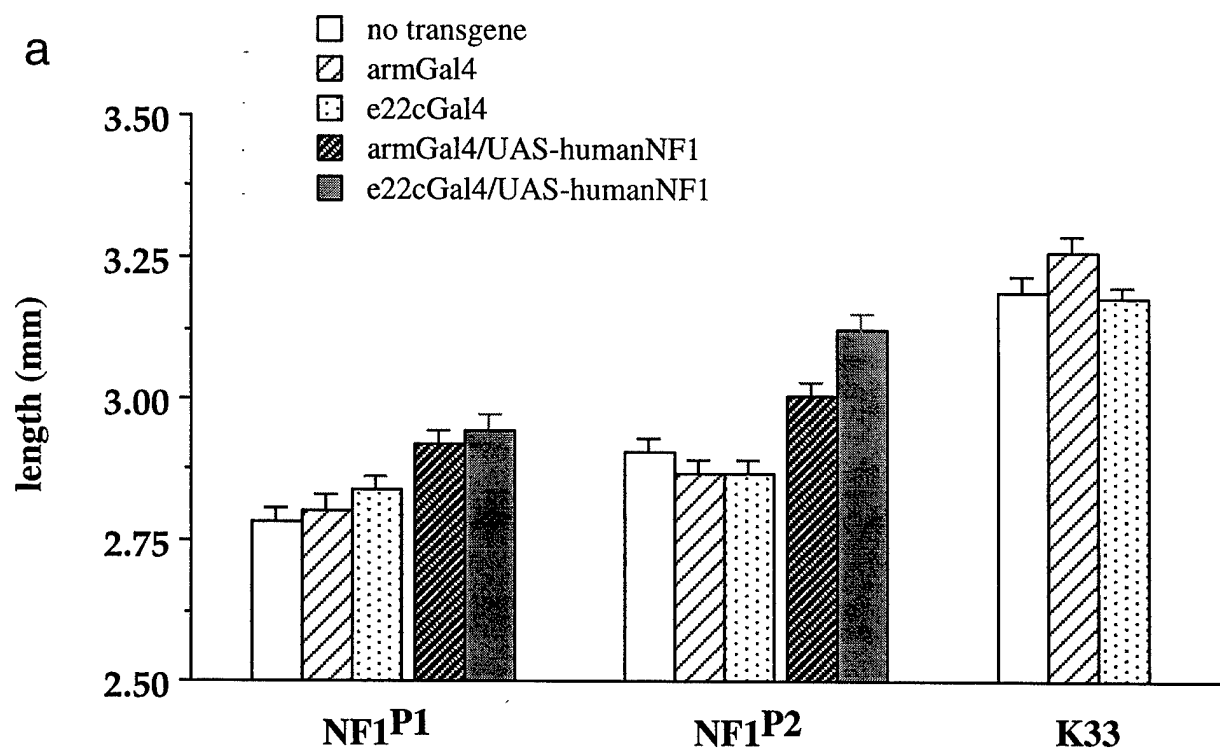 a
no transgene
armGal4
e22cGal4
armGal4/UAS-humanNF1
e22cGal4/UAS-humanNF1
3.50
3.25
3.00
2.75
2.50
length (mm)
NF1P1 NF1P2 K33